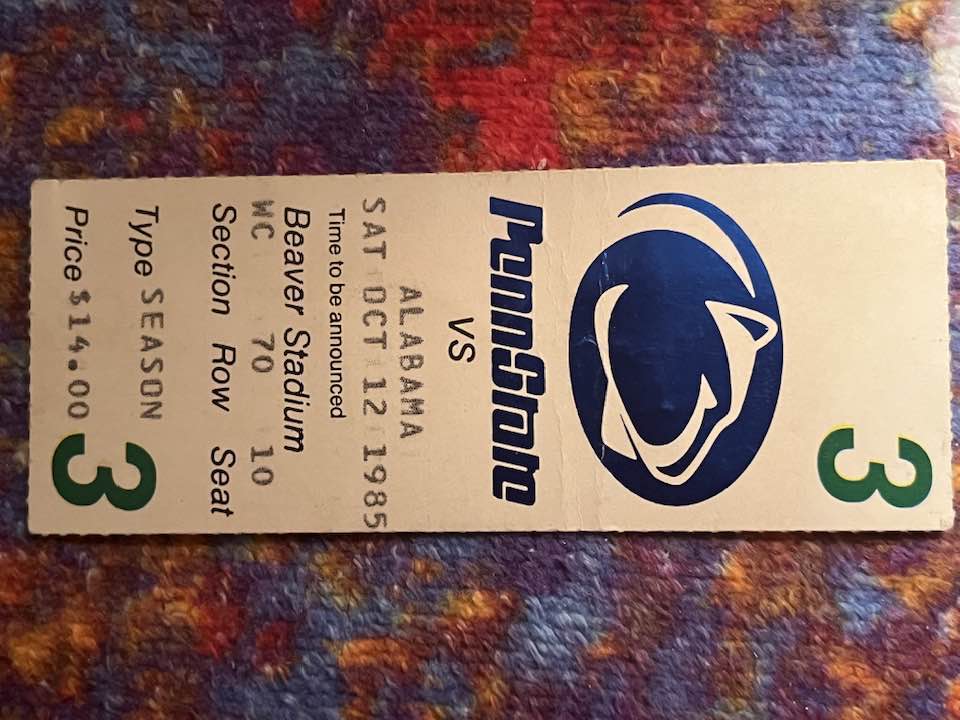 3
PennState
vs
ALABAMA
SAT OCT 12 1985
Time to be announced
Beaver Stadium
WC 70 10
Section Row Seat
Type SEASON
Price $14.00
3